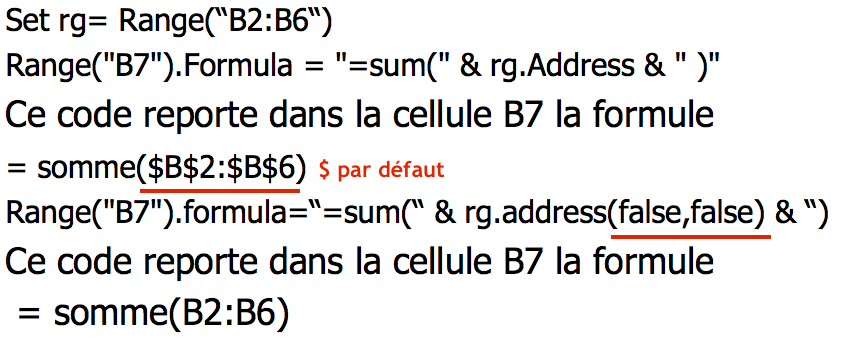 Set rg= Range(“B2:B6“)
Range("B7").Formula = "=sum(" & rg.Address & " )"
Ce code reporte dans la cellule B7 la formule
= somme($B$2:$B$6) $ par défaut
Range("B7").formula=“=sum(“ & rg.address(false,false) & “)
Ce code reporte dans la cellule B7 la formule
= somme(B2:B6)